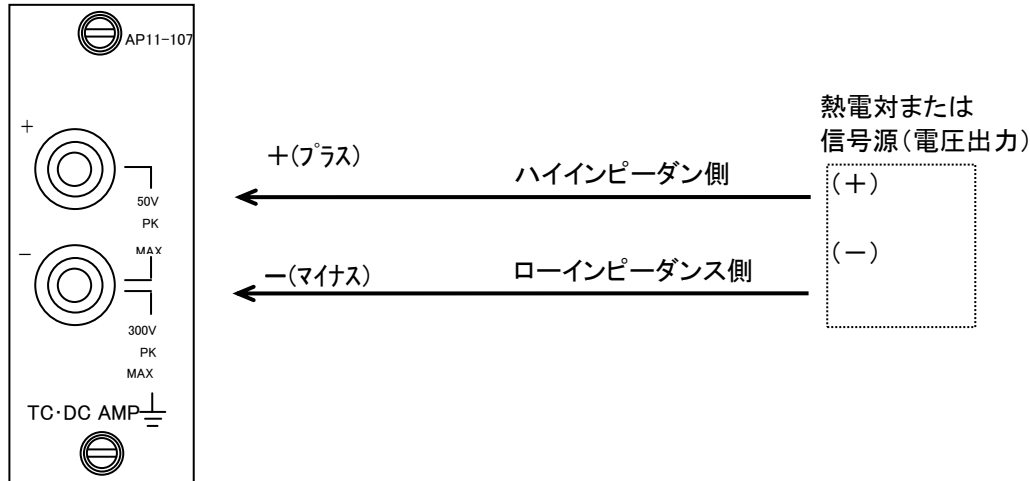 AP11-107
+
50V
PK
MAX
−
300V
PK
MAX
TC・DC AMP
＋(ﾌﾟﾗｽ)
ハイインピーダン側
－(ﾏｲﾅｽ)
ローインピーダンス側
熱電対または
信号源(電圧出力)
(＋)
(－)